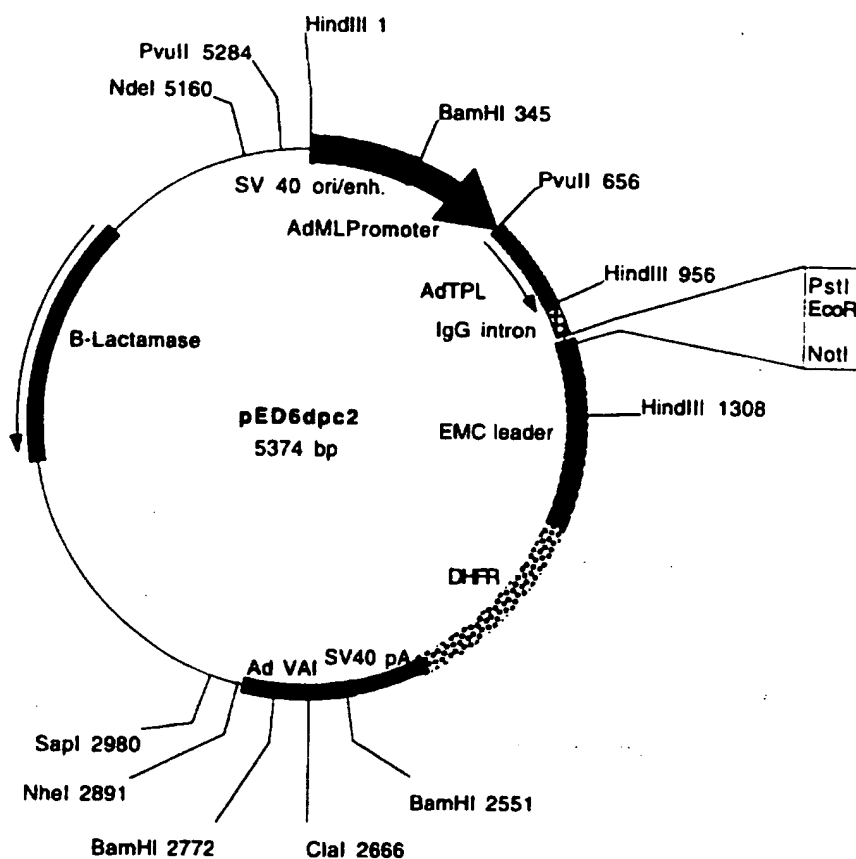 HindIII 1
PvuII 5284
NdeI 5160
BamHI 345
SV 40 ori/enh.
PvuII 656
AdMLPromoter
HindIII 956
AdTPL
PstI
EcoR
IgG intron
NotI
B-Lactamase
pED6dpc2
5374 bp
EMC leader
HindIII 1308
DHFR
Ad VAI
SV40 pA
SapI 2980
NheI 2891
BamHI 2551
BamHI 2772
ClaI 2666